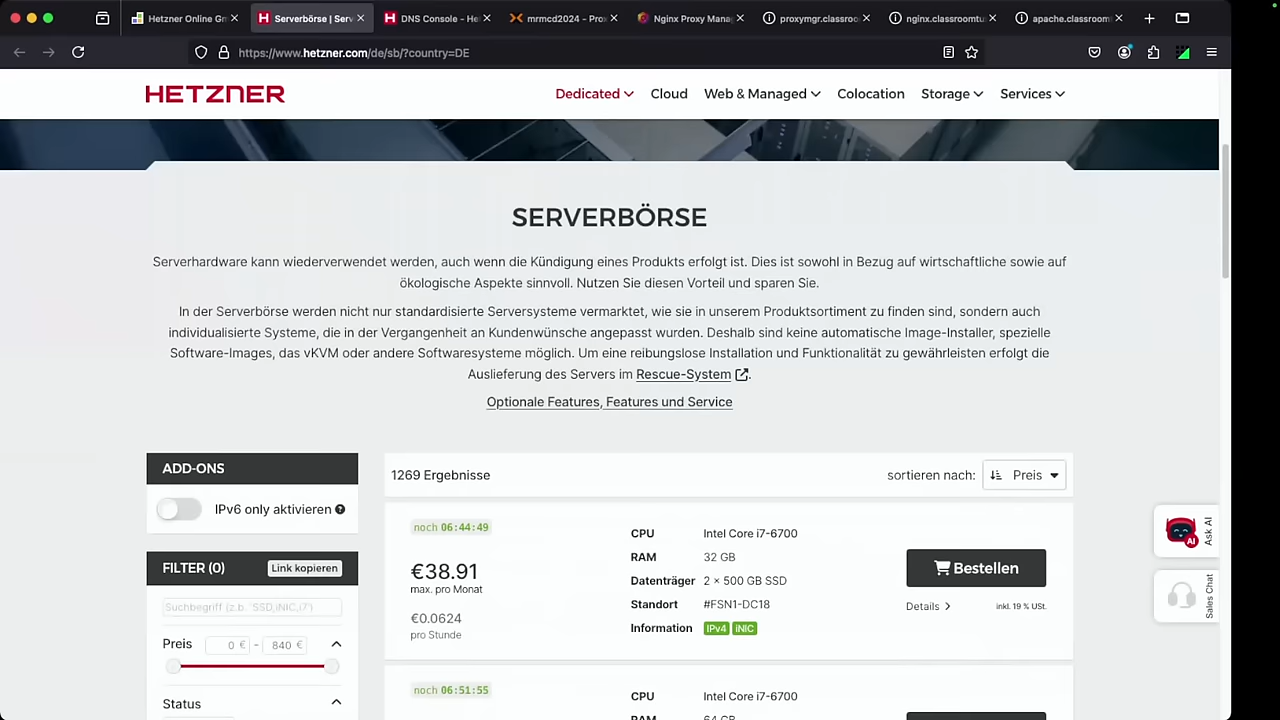 Hetzner Online Gm
Serverbörse | Serv
DNS Console - He
mrmcd2024 - Prox
Nginx Proxy Mana
proxymgr.classroo
nginx.classroomtu
apache.classroom
https://www.hetzner.com/de/sb/?country=DE
HETZNER
Dedicated
Cloud
Web & Managed
Colocation
Storage
Services
SERVERBÖRSE
Serverhardware kann wiederverwendet werden, auch wenn die Kündigung eines Produkts erfolgt ist. Dies ist sowohl in Bezug auf wirtschaftliche sowie auf
ökologische Aspekte sinnvoll. Nutzen Sie diesen Vorteil und sparen Sie.
In der Serverbörse werden nicht nur standardisierte Serversysteme vermarktet, wie sie in unserem Produktsortiment zu finden sind, sondern auch
individualisierte Systeme, die in der Vergangenheit an Kundenwünsche angepasst wurden. Deshalb sind keine automatische Image-Installer, spezielle
Software-Images, das vKVM oder andere Softwaresysteme möglich. Um eine reibungslose Installation und Funktionalität zu gewährleisten erfolgt die
Auslieferung des Servers im Rescue-System.
Optionale Features, Features und Service
ADD-ONS
IPv6 only aktivieren
FILTER (0)
Link kopieren
Suchbegriff (z.b. 'SSD,iNIC,i7')
Preis 0 € - 840 €
Status
1269 Ergebnisse
sortieren nach: Preis
noch 06:44:49
€38.91
max. pro Monat
€0.0624
pro Stunde
CPU Intel Core i7-6700
RAM 32 GB
Datenträger 2 × 500 GB SSD
Standort #FSN1-DC18
Information IPv4 iNIC
Bestellen
Details
inkl. 19 % USt.
noch 06:51:55
CPU Intel Core i7-6700
RAM 64 GB
Ask AI
AI
Sales Chat